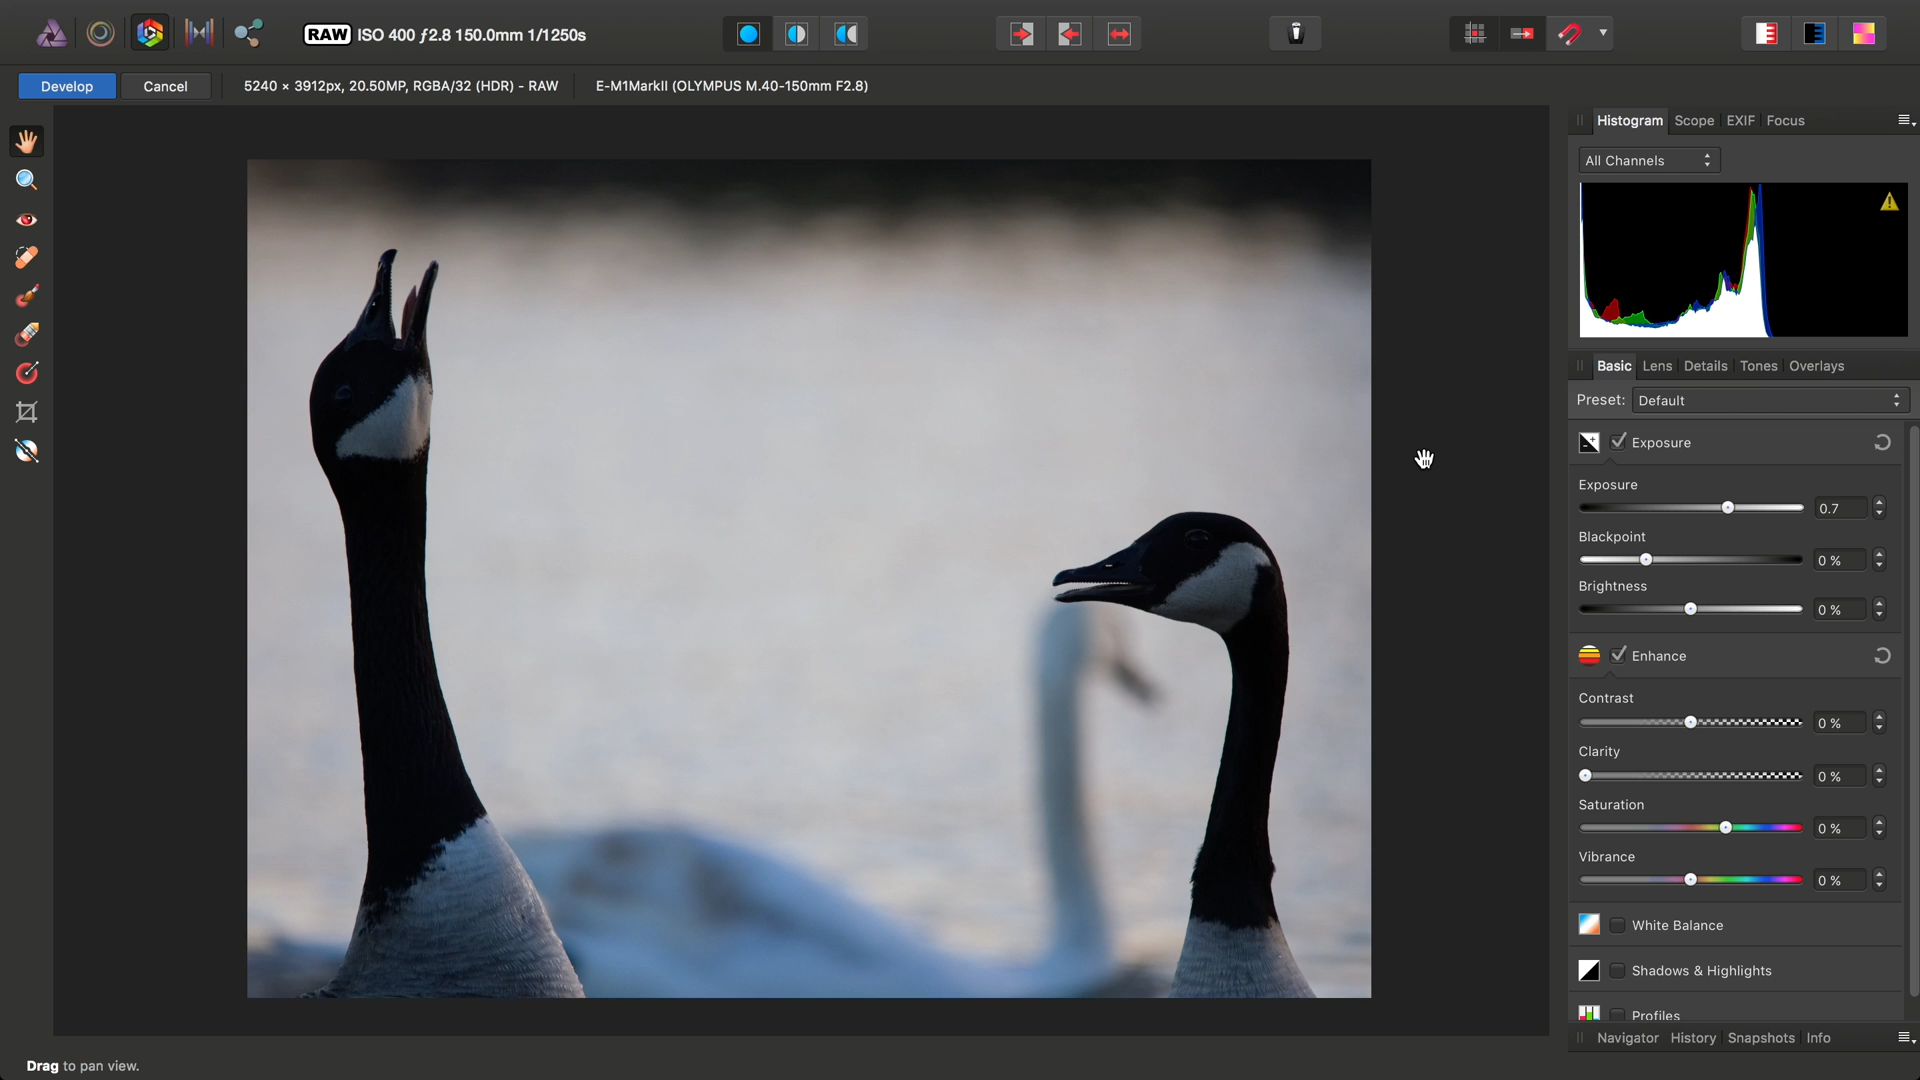 RAW ISO 400 ƒ2.8 150.0mm 1/1250s
Develop Cancel 5240 × 3912px, 20.50MP, RGBA/32 (HDR) - RAW E-M1MarkII (OLYMPUS M.40-150mm F2.8)
Histogram Scope EXIF Focus
All Channels
Basic Lens Details Tones Overlays
Preset: Default
Exposure
Exposure
0.7
Blackpoint
0 %
Brightness
0 %
Enhance
Contrast
0 %
Clarity
0 %
Saturation
0 %
Vibrance
0 %
White Balance
Shadows & Highlights
Profiles
Navigator History Snapshots Info
Drag to pan view.